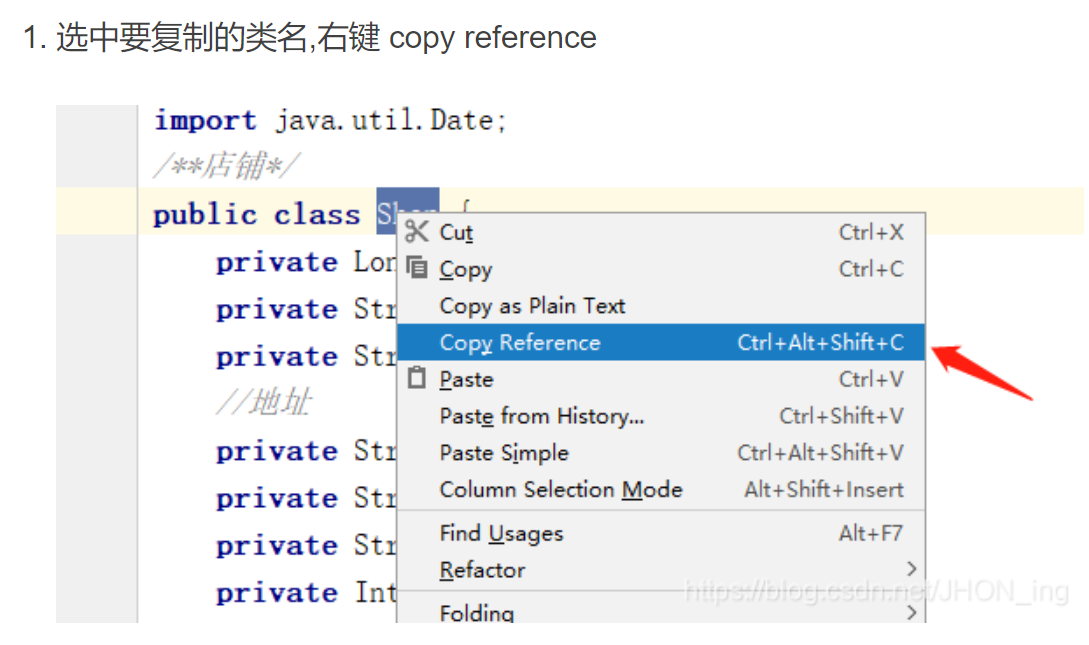 1. 选中要复制的类名,右键 copy reference
import java.util.Date;
/**店铺*/
public class {
Cut Ctrl+X
private
Copy Ctrl+C
private
Copy as Plain Text
Copy Reference Ctrl+Alt+Shift+C
private
Paste Ctrl+V
//地址
Paste from History... Ctrl+Shift+V
private
Paste Simple Ctrl+Alt+Shift+V
private
Column Selection Mode Alt+Shift+Insert
private
Find Usages Alt+F7
Refactor
private
https://blog.csdn.net/JHON_ing
Folding